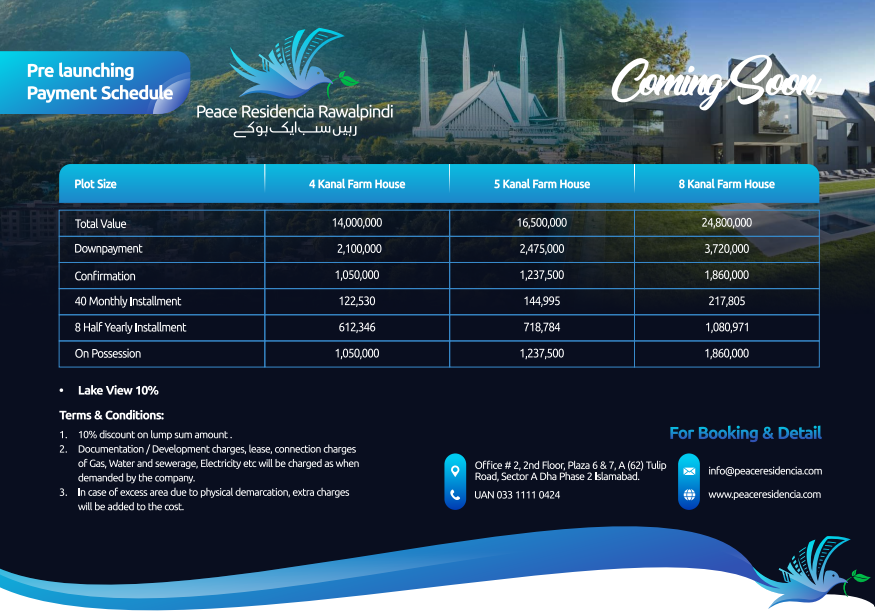 Pre launching
Payment Schedule
Peace Residencia Rawalpindi
رہیں سب ایک ہوکے
Coming Soon
Plot Size 4 Kanal Farm House 5 Kanal Farm House 8 Kanal Farm House
Total Value 14,000,000 16,500,000 24,800,000
Downpayment 2,100,000 2,475,000 3,720,000
Confirmation 1,050,000 1,237,500 1,860,000
40 Monthly Installment 122,530 144,995 217,805
8 Half Yearly Installment 612,346 718,784 1,080,971
On Possession 1,050,000 1,237,500 1,860,000
• Lake View 10%
Terms & Conditions:
1. 10% discount on lump sum amount .
2. Documentation / Development charges, lease, connection charges
of Gas, Water and sewerage, Electricity etc will be charged as when
demanded by the company.
3. In case of excess area due to physical demarcation, extra charges
will be added to the cost.
For Booking & Detail
Office # 2, 2nd Floor, Plaza 6 & 7, A (62) Tulip
Road, Sector A Dha Phase 2 Islamabad.
UAN 033 1111 0424
info@peaceresidencia.com
www.peaceresidencia.com